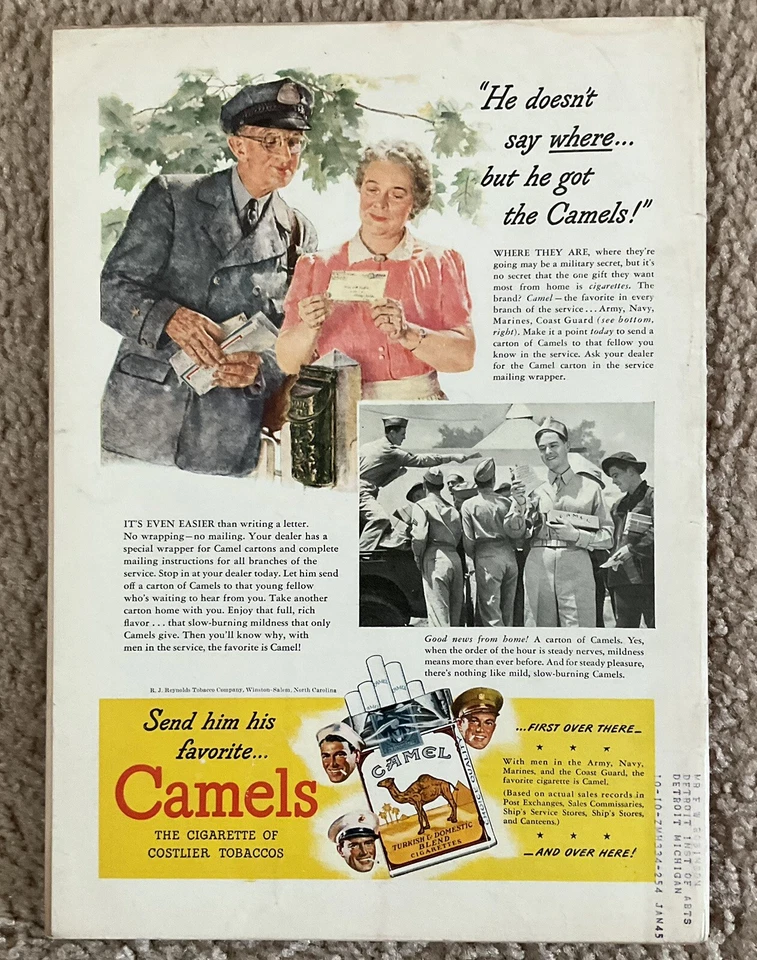 "He doesn't
say where...
but he got
the Camels!"
WHERE THEY ARE, where they're
going may be a military secret, but it's
no secret that the one gift they want
most from home is cigarettes. The
brand? Camel—the favorite in every
branch of the service...Army, Navy,
Marines, Coast Guard (see bottom,
right). Make it a point today to send a
carton of Camels to that fellow you
know in the service. Ask your dealer
for the Camel carton in the service
mailing wrapper.
IT'S EVEN EASIER than writing a letter.
No wrapping—no mailing. Your dealer has a
special wrapper for Camel cartons and complete
mailing instructions for all branches of the
service. Stop in at your dealer today. Let him send
off a carton of Camels to that young fellow
who's waiting to hear from you. Take another
carton home with you. Enjoy that full, rich
flavor . . . that slow-burning mildness that only
Camels give. Then you'll know why, with
men in the service, the favorite is Camel!
CAMEL
Good news from home! A carton of Camels. Yes,
when the order of the hour is steady nerves, mildness
means more than ever before. And for steady pleasure,
there's nothing like mild, slow-burning Camels.
R. J. Reynolds Tobacco Company, Winston-Salem, North Carolina
Send him his
favorite...
Camels
THE CIGARETTE OF
COSTLIER TOBACCOS
CAMEL
TURKISH & DOMESTIC
BLEND
CIGARETTES
...FIRST OVER THERE—
With men in the Army, Navy,
Marines, and the Coast Guard, the
favorite cigarette is Camel.
(Based on actual sales records in
Post Exchanges, Sales Commissaries,
Ship's Service Stores, Ship's Stores,
and Canteens.)
—AND OVER HERE!
DETROIT INST OF ARTS
DETROIT MICHIGAN
JAN45